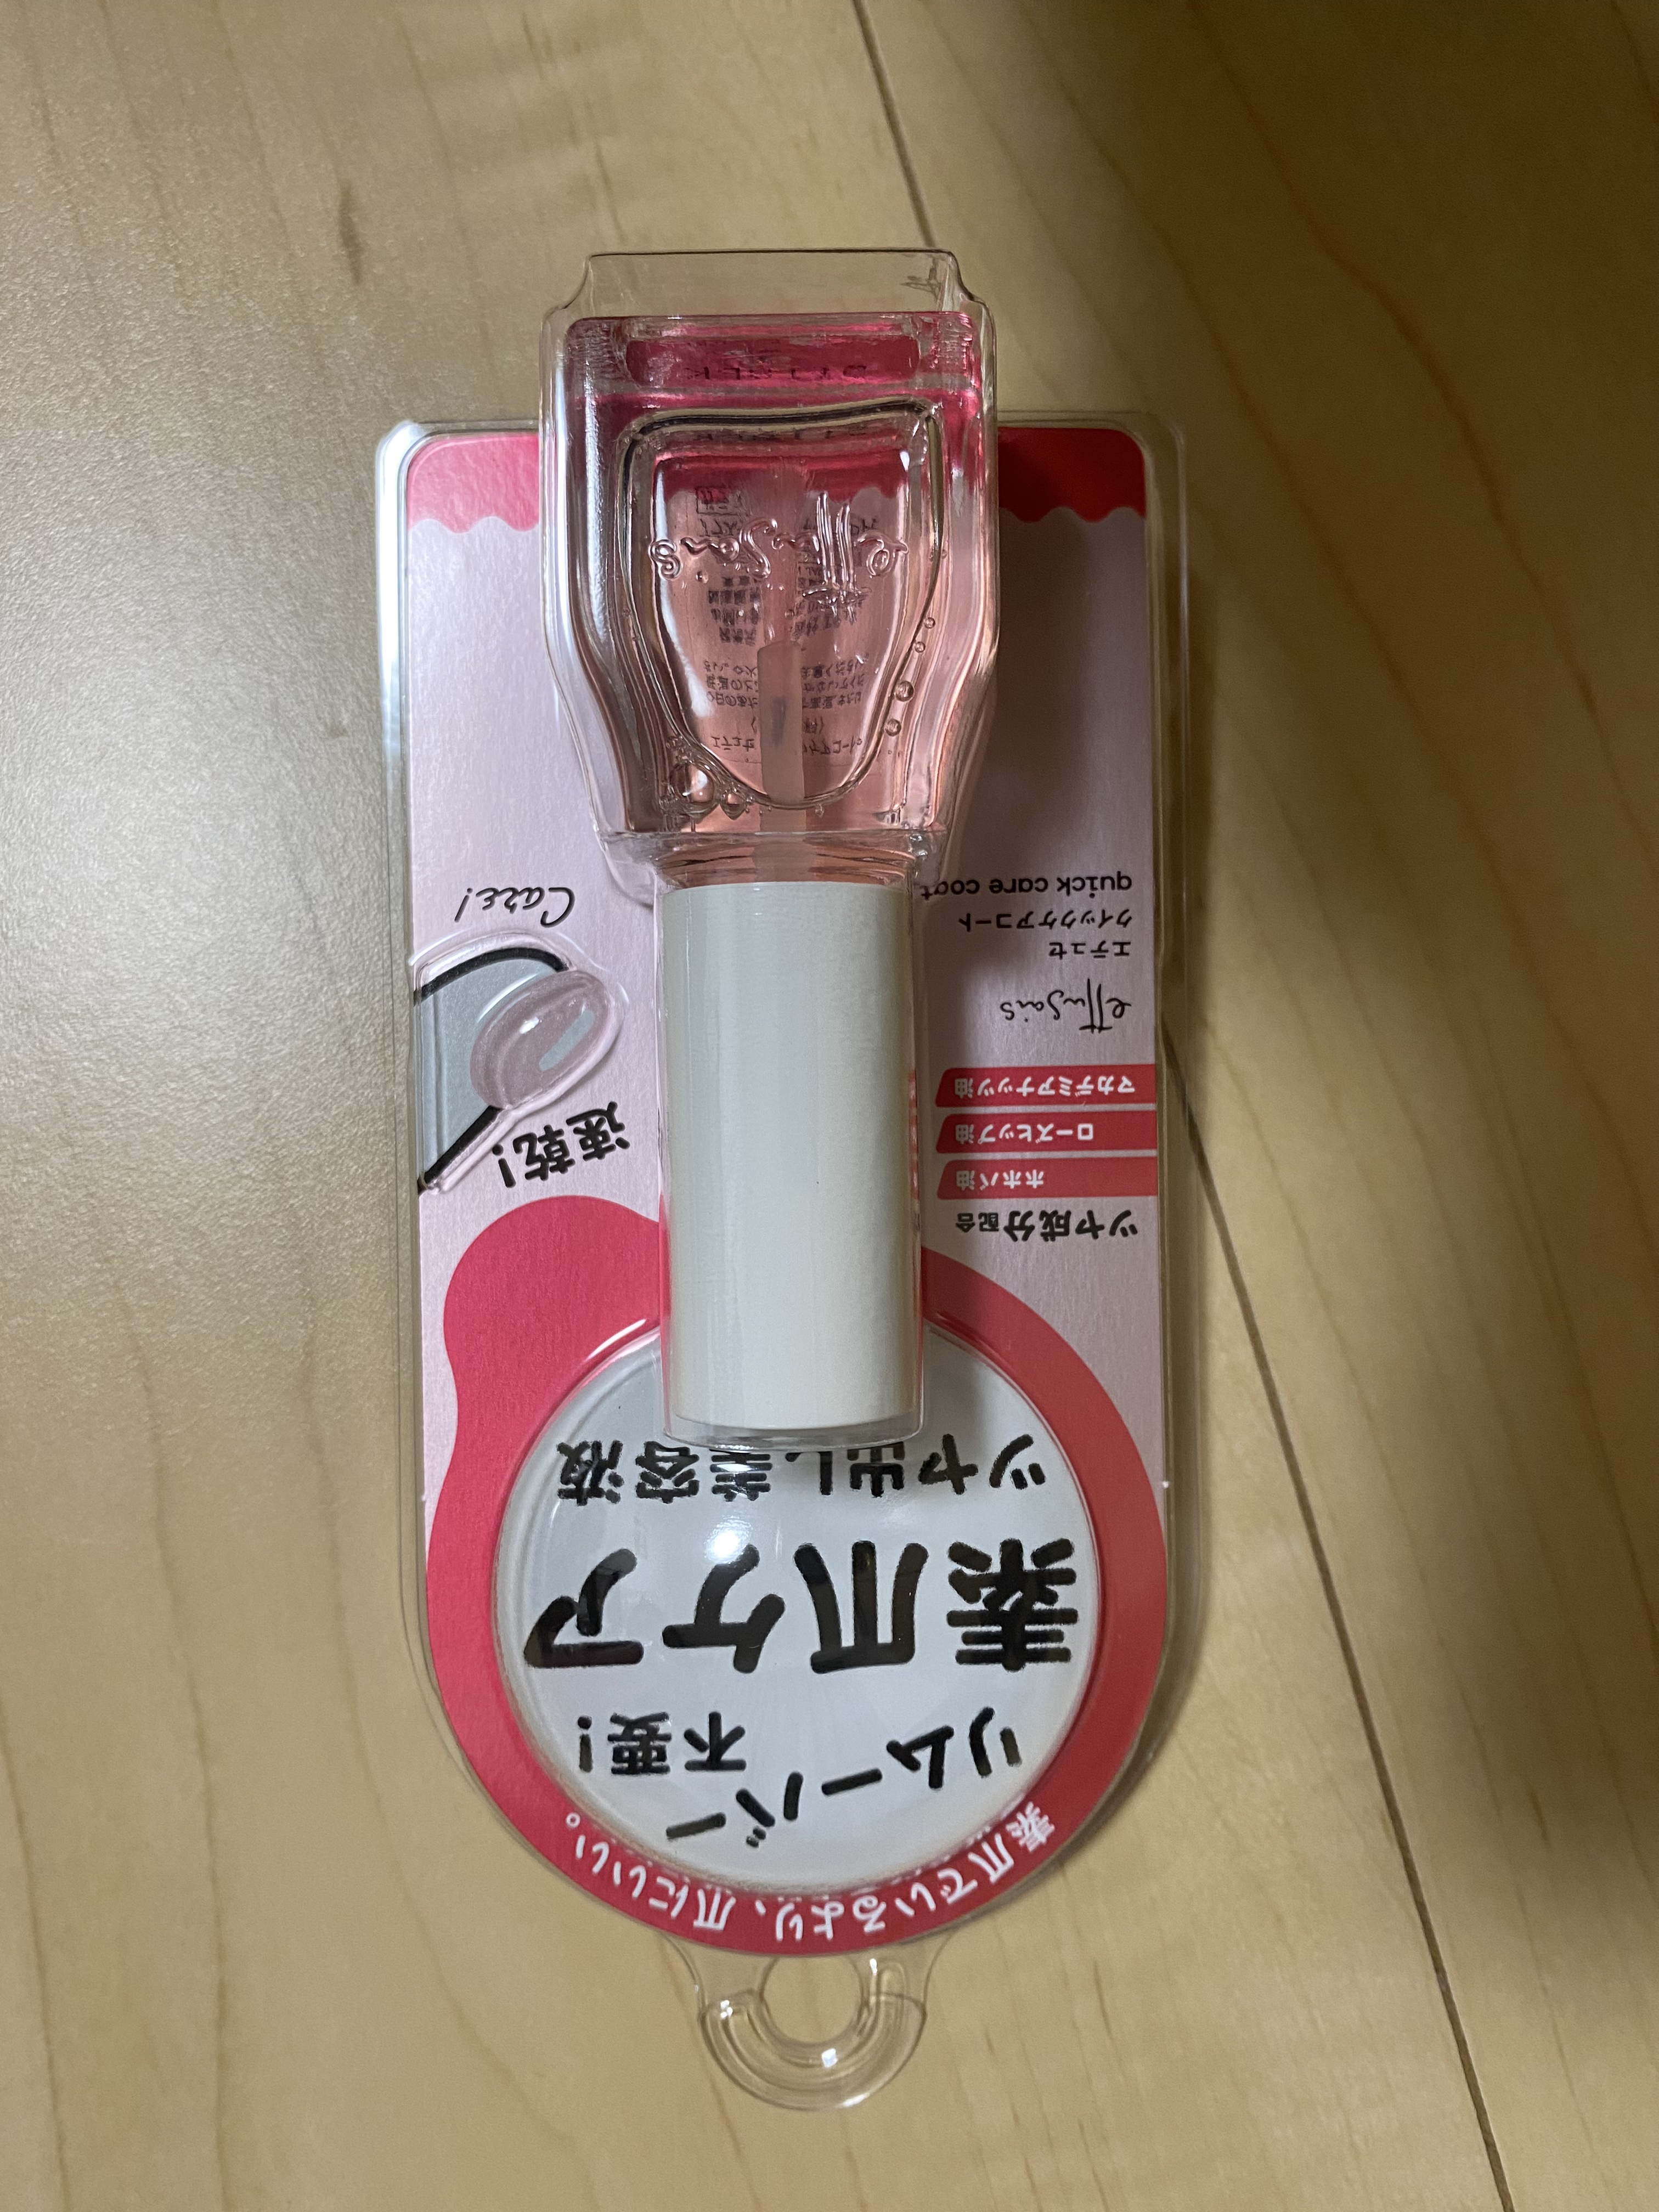 素爪でいるより、爪にいい。
リムーバー
不要!
素爪ケア
ツヤ出し美容液
ツヤ成分配合
ホホバ油
ローズヒップ油
マカデミアナッツ油
速乾!
Care!
ettusais
エテュセ
クイックケアコート
quick care coat
ettusais